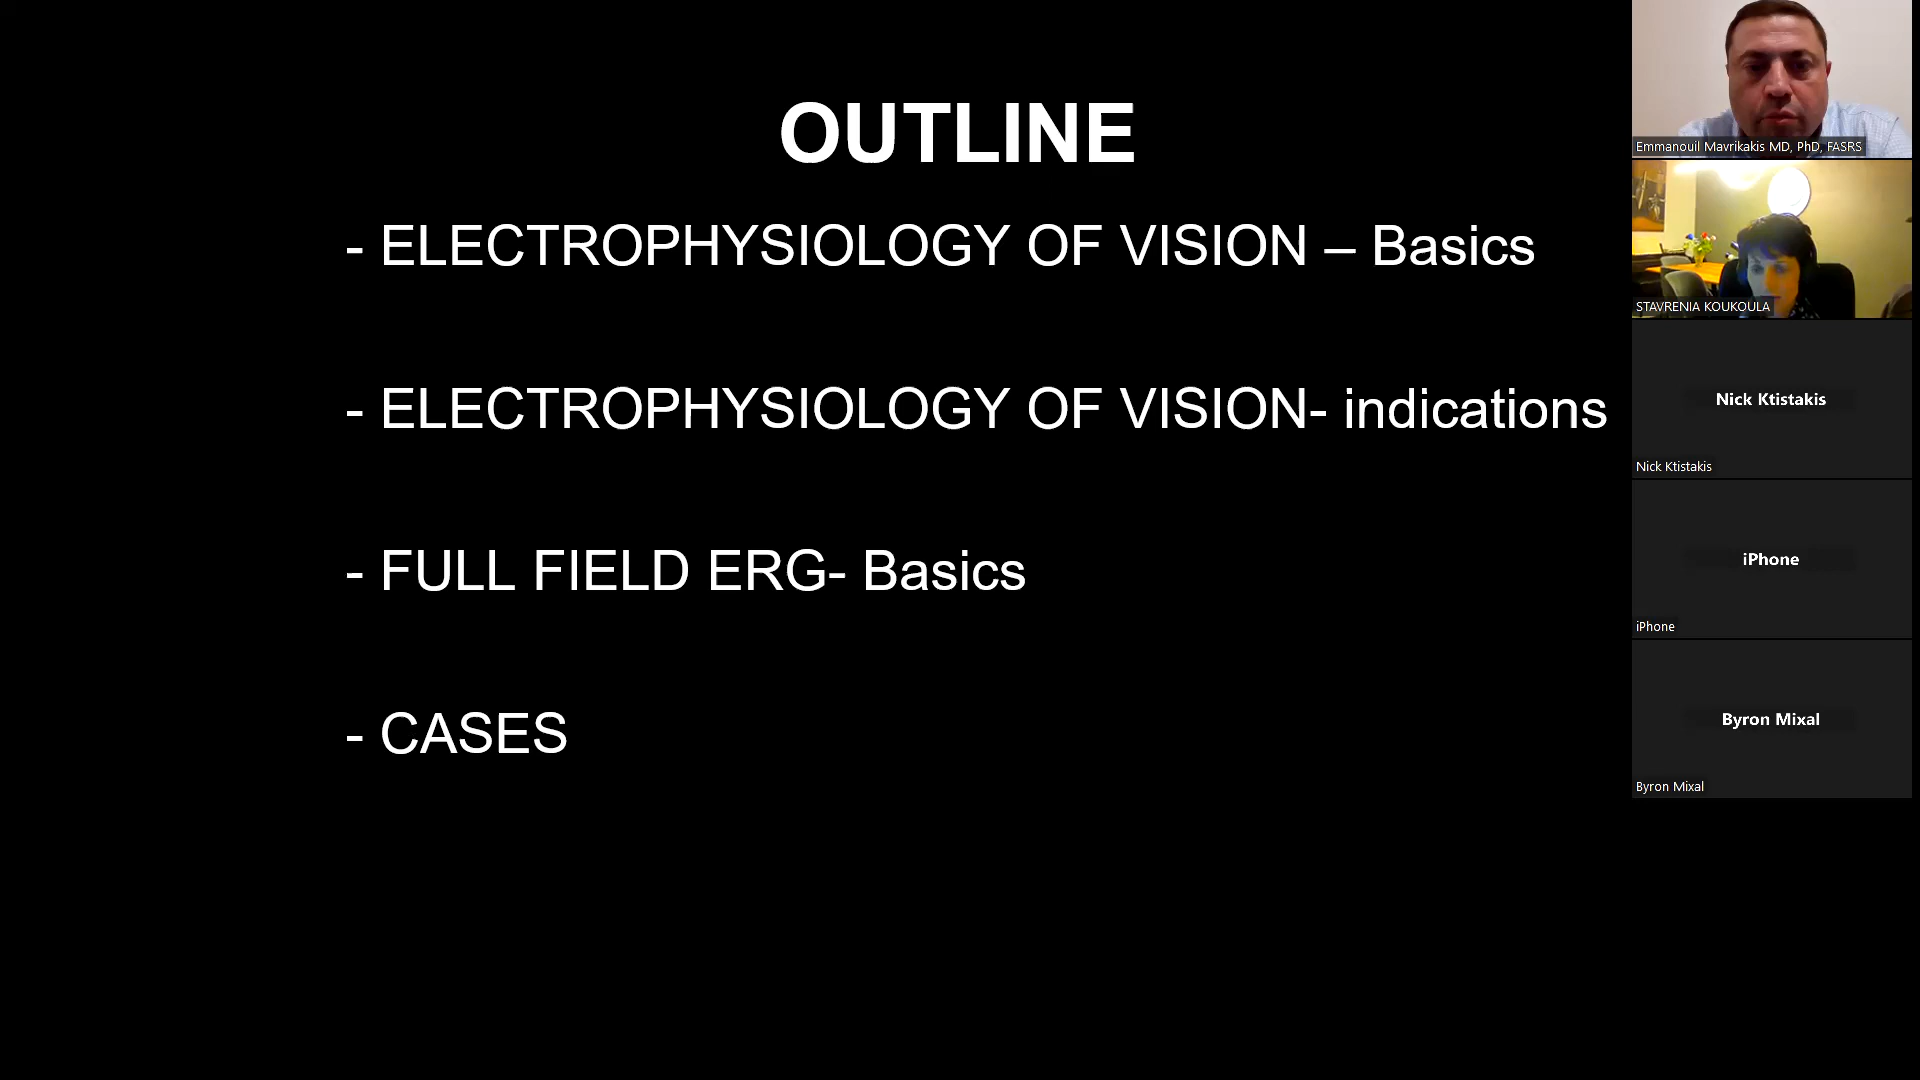 OUTLINE
- ELECTROPHYSIOLOGY OF VISION – Basics
- ELECTROPHYSIOLOGY OF VISION- indications
- FULL FIELD ERG- Basics
- CASES
Emmanouil Mavrikakis MD, PhD, FASRS
STAVRENIA KOUKOULA
Nick Ktistakis
Nick Ktistakis
iPhone
iPhone
Byron Mixal
Byron Mixal